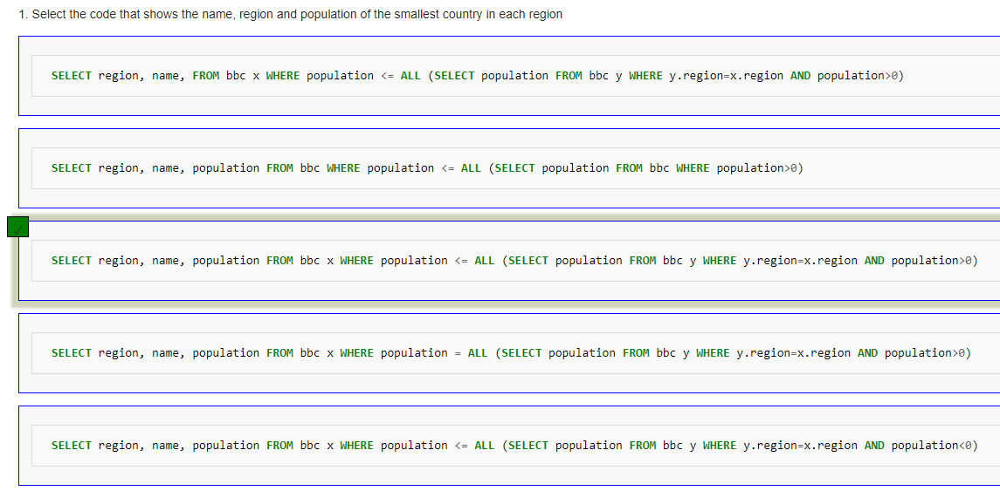 1. Select the code that shows the name, region and population of the smallest country in each region
SELECT region, name, FROM bbc x WHERE population <= ALL (SELECT population FROM bbc y WHERE y.region=x.region AND population>0)
SELECT region, name, population FROM bbc WHERE population <= ALL (SELECT population FROM bbc WHERE population>0)
✓
SELECT region, name, population FROM bbc x WHERE population <= ALL (SELECT population FROM bbc y WHERE y.region=x.region AND population>0)
SELECT region, name, population FROM bbc x WHERE population = ALL (SELECT population FROM bbc y WHERE y.region=x.region AND population>0)
SELECT region, name, population FROM bbc x WHERE population <= ALL (SELECT population FROM bbc y WHERE y.region=x.region AND population<0)